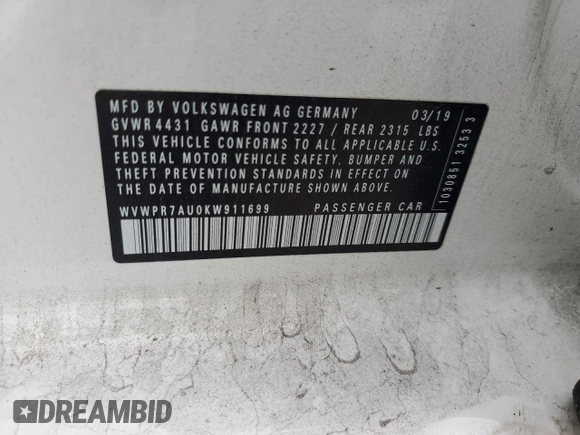 MFD BY VOLKSWAGEN AG GERMANY 03/19
GVWR 4431 GAWR FRONT 2227 / REAR 2315 LBS
THIS VEHICLE CONFORMS TO ALL APPLICABLE U.S.
FEDERAL MOTOR VEHICLE SAFETY, BUMPER AND
THEFT PREVENTION STANDARDS IN EFFECT ON
THE DATE OF MANUFACTURE SHOWN ABOVE.
WVWPR7AU0KW911699 PASSENGER CAR
1030851 3253 3
DREAMBID